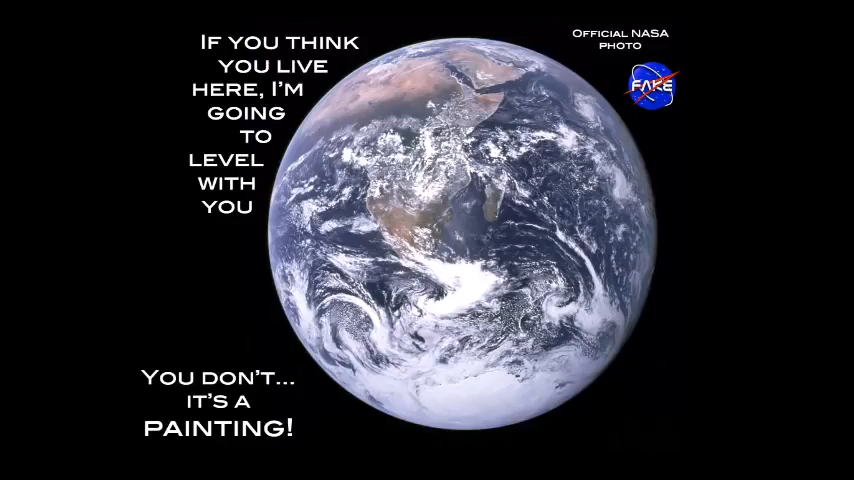 If you think
you live
here, I'm
going
to
level
with
you
Official NASA
photo
FAKE
You don't...
it's a
painting!